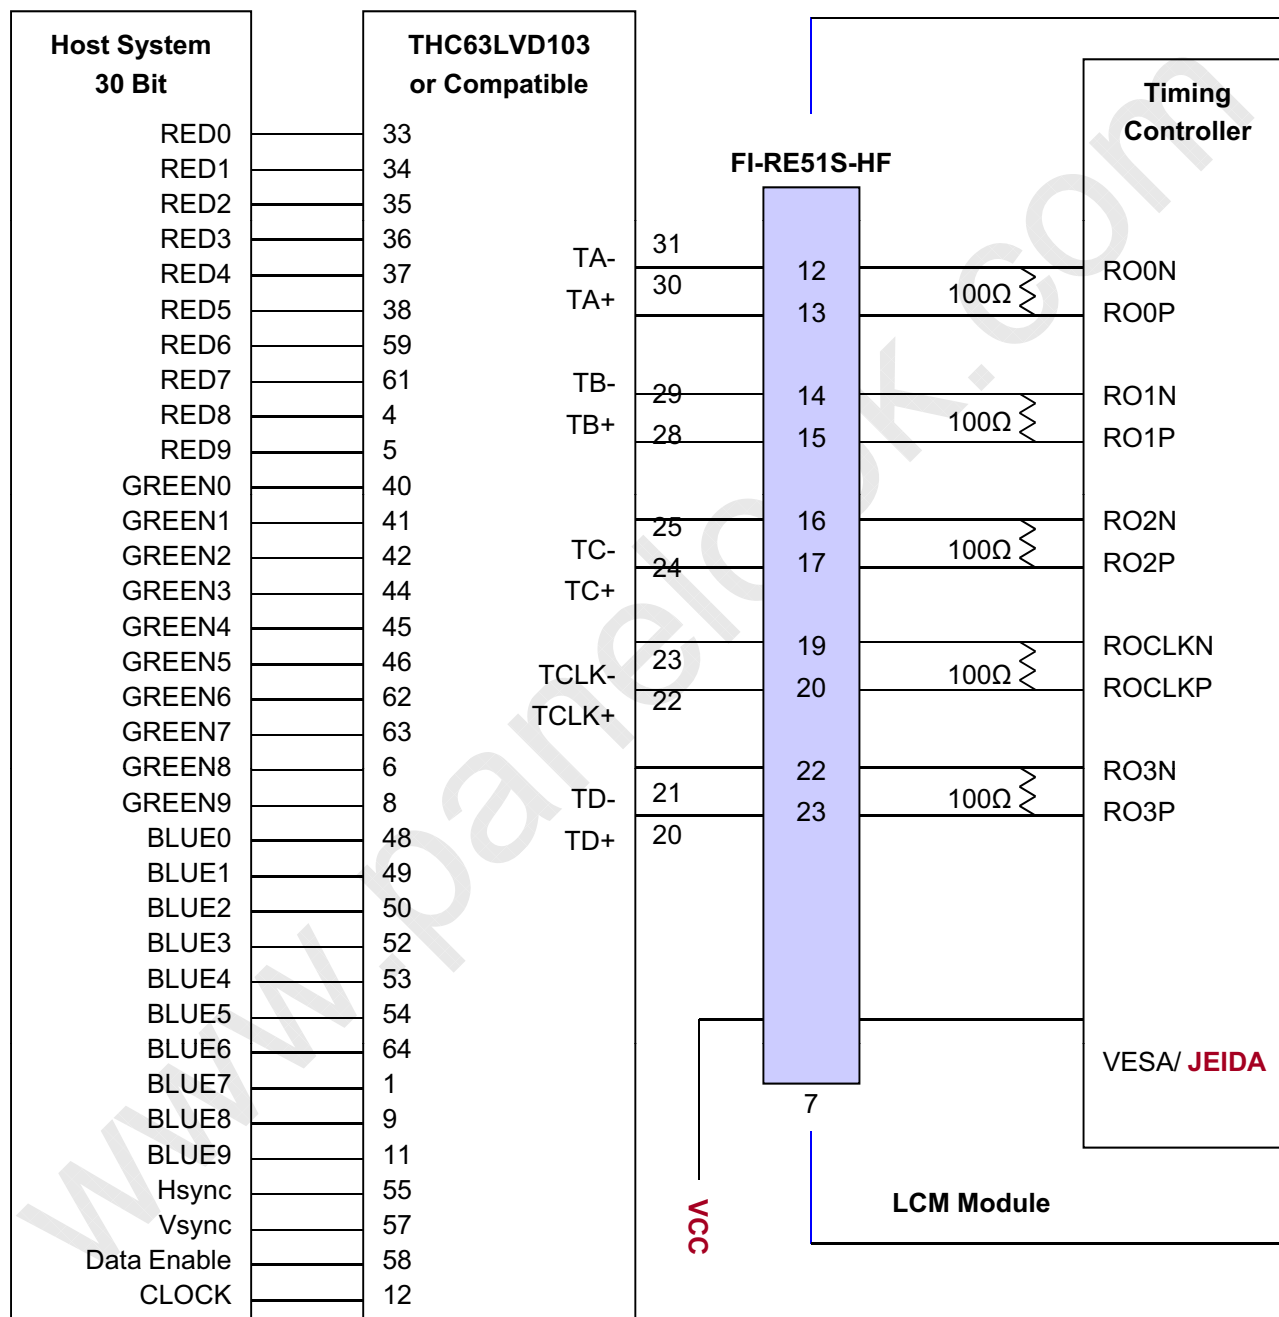 Host System
30 Bit
RED0
RED1
RED2
RED3
RED4
RED5
RED6
RED7
RED8
RED9
GREEN0
GREEN1
GREEN2
GREEN3
GREEN4
GREEN5
GREEN6
GREEN7
GREEN8
GREEN9
BLUE0
BLUE1
BLUE2
BLUE3
BLUE4
BLUE5
BLUE6
BLUE7
BLUE8
BLUE9
Hsync
Vsync
Data Enable
CLOCK
THC63LVD103
or Compatible
33
34
35
36
37
38
59
61
4
5
40
41
42
44
45
46
62
63
6
8
48
49
50
52
53
54
64
1
9
11
55
57
58
12
TA-
TA+
TB-
TB+
TC-
TC+
TCLK-
TCLK+
TD-
TD+
31
30
29
28
25
24
23
22
21
20
FI-RE51S-HF
12
13
14
15
16
17
19
20
22
23
7
100Ω
100Ω
100Ω
100Ω
100Ω
Timing
Controller
RO0N
RO0P
RO1N
RO1P
RO2N
RO2P
ROCLKN
ROCLKP
RO3N
RO3P
VESA/ JEIDA
VCC
LCM Module
www.panelook.com